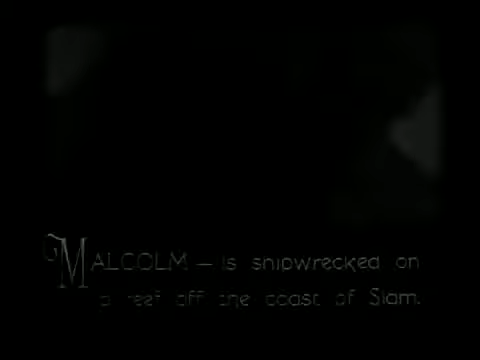 MALCOLM — is shipwrecked on
a reef off the coast of Siam.